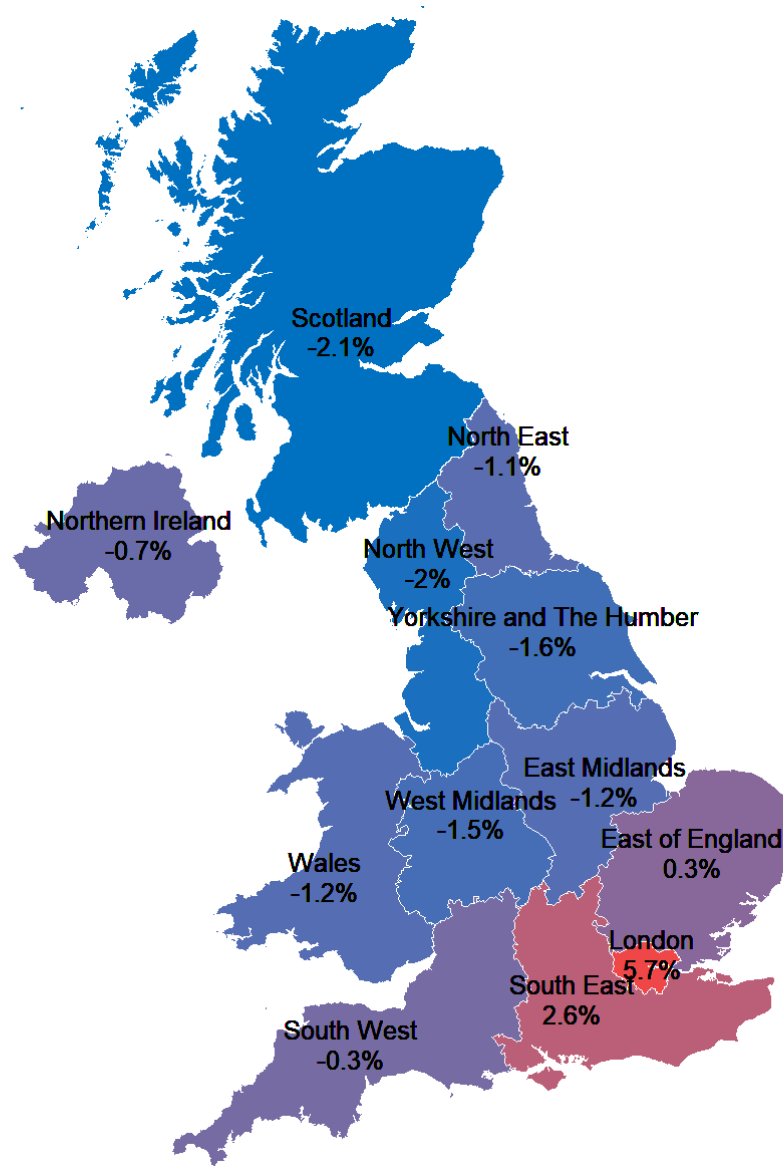 Scotland
-2.1%
North East
-1.1%
Northern Ireland
-0.7%
North West
-2%
Yorkshire and The Humber
-1.6%
East Midlands
-1.2%
West Midlands
-1.5%
East of England
0.3%
Wales
-1.2%
London
5.7%
South East
2.6%
South West
-0.3%